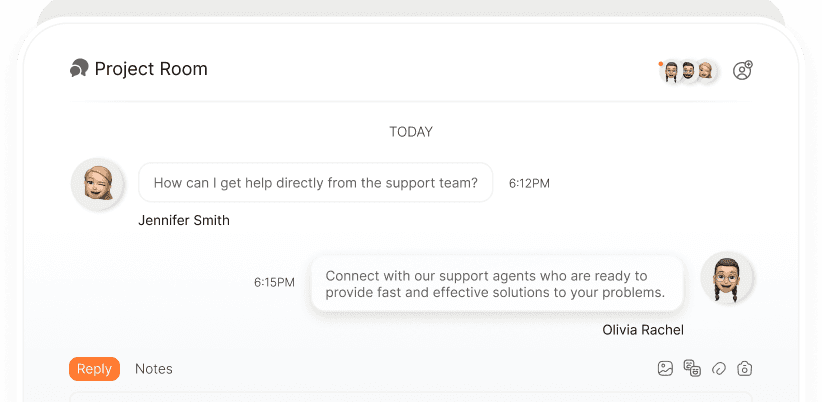 Project Room
TODAY
How can I get help directly from the support team?
6:12PM
Jennifer Smith
6:15PM
Connect with our support agents who are ready to
provide fast and effective solutions to your problems.
Olivia Rachel
Reply
Notes